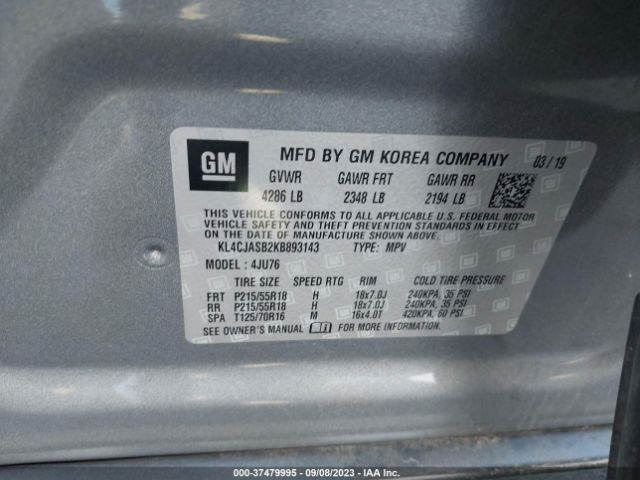 GM
MFD BY GM KOREA COMPANY 03/19
GVWR GAWR FRT GAWR RR
4286 LB 2348 LB 2194 LB
THIS VEHICLE CONFORMS TO ALL APPLICABLE U.S. FEDERAL MOTOR
VEHICLE SAFETY AND THEFT PREVENTION STANDARDS IN EFFECT
ON THE DATE OF MANUFACTURE SHOWN ABOVE.
KL4CJASB2KB893143 TYPE: MPV
MODEL: 4JU76
TIRE SIZE SPEED RTG RIM COLD TIRE PRESSURE
FRT P215/55R18 H 18x7.0J 240KPA, 35 PSI
RR P215/55R18 H 18x7.0J 240KPA, 35 PSI
SPA T125/70R16 M 16x4.0T 420KPA, 60 PSI
SEE OWNER'S MANUAL FOR MORE INFORMATION.
000-37479995 - 09/08/2023 - IAA Inc.